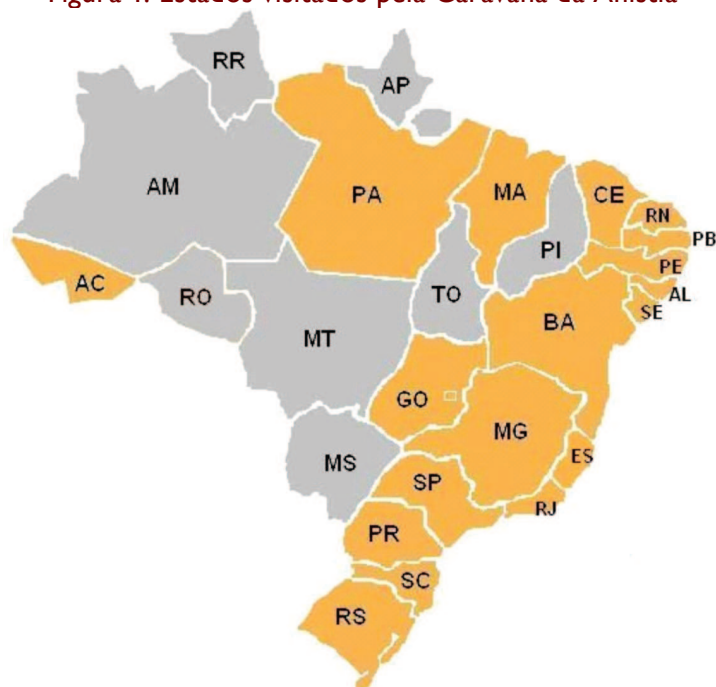 Figura 1: Estados visitados pela Caravana da Anistia
RR
AP
AM
PA
MA
CE
RN
PB
PI
PE
AC
RO
TO
AL
SE
MT
BA
GO
MG
MS
ES
SP
RJ
PR
SC
RS